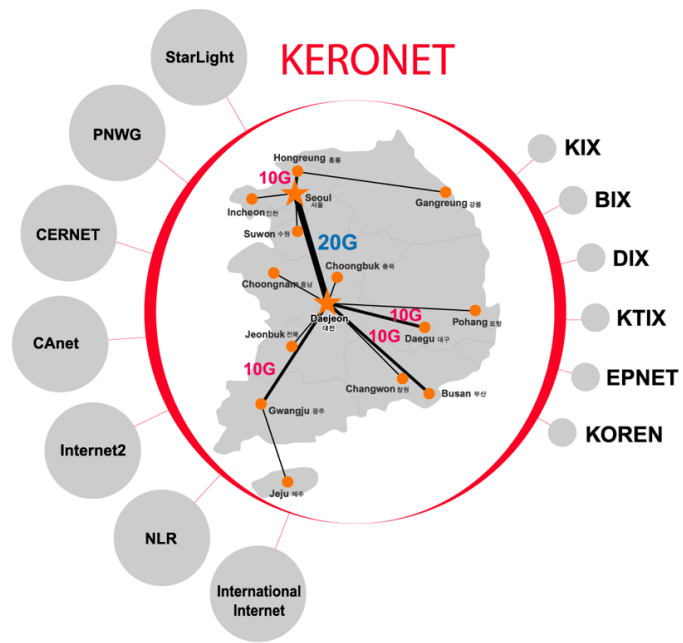 StarLight
KERONET
PNWG
CERNET
CAnet
Internet2
NLR
International
Internet
KIX
BIX
DIX
KTIX
EPNET
KOREN
Hongreung 홍릉
10G
Seoul
서울
Incheon 인천
Gangreung 강릉
Suwon 수원
20G
Choongbuk 충북
Choongnam 충남
Daejeon
대전
10G
Pohang 포항
Daegu 대구
10G
Jeonbuk 전북
10G
Changwon 창원
Busan 부산
Gwangju 광주
Jeju 제주